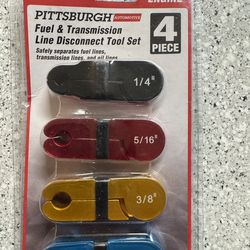 ENGINE
PITTSBURGH AUTOMOTIVE
Fuel & Transmission
Line Disconnect Tool Set
4
PIECE
Safely separates fuel lines,
transmission lines, and oil lines
1/4"
5/16"
3/8"